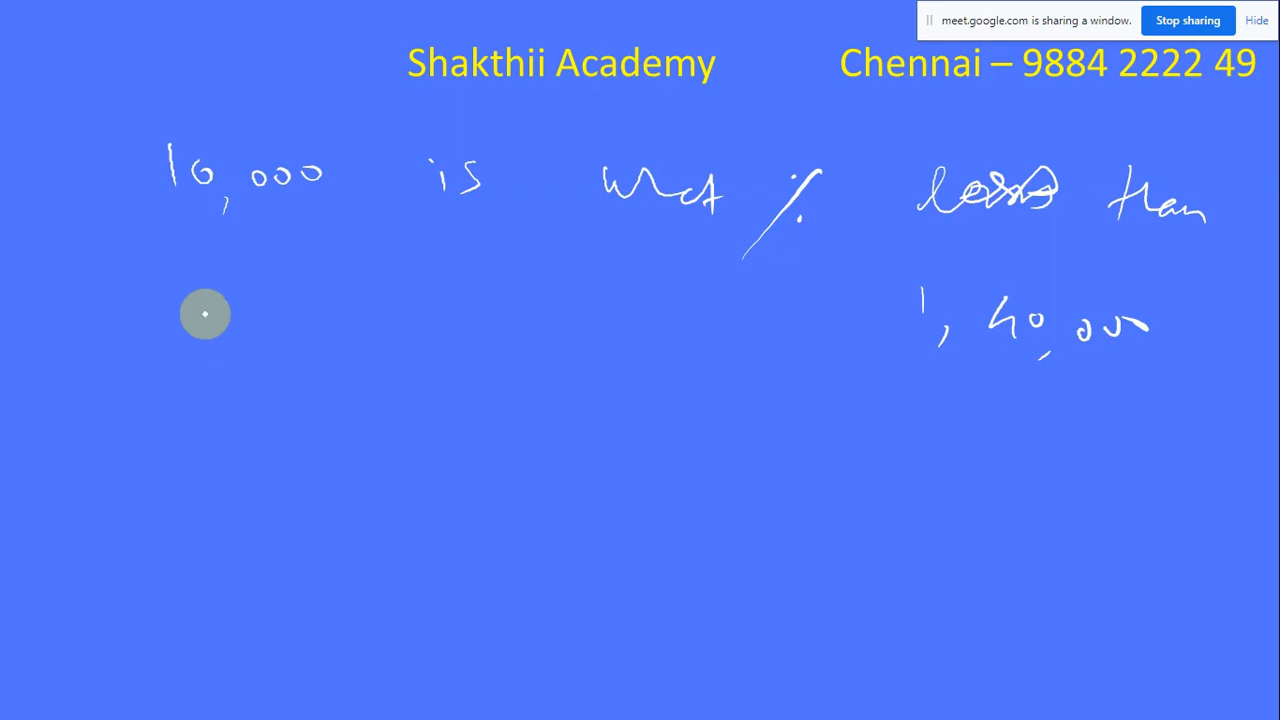 meet.google.com is sharing a window. Stop sharing Hide
Shakthii Academy Chennai – 9884 2222 49
10,000 is what % less than
1,40,000